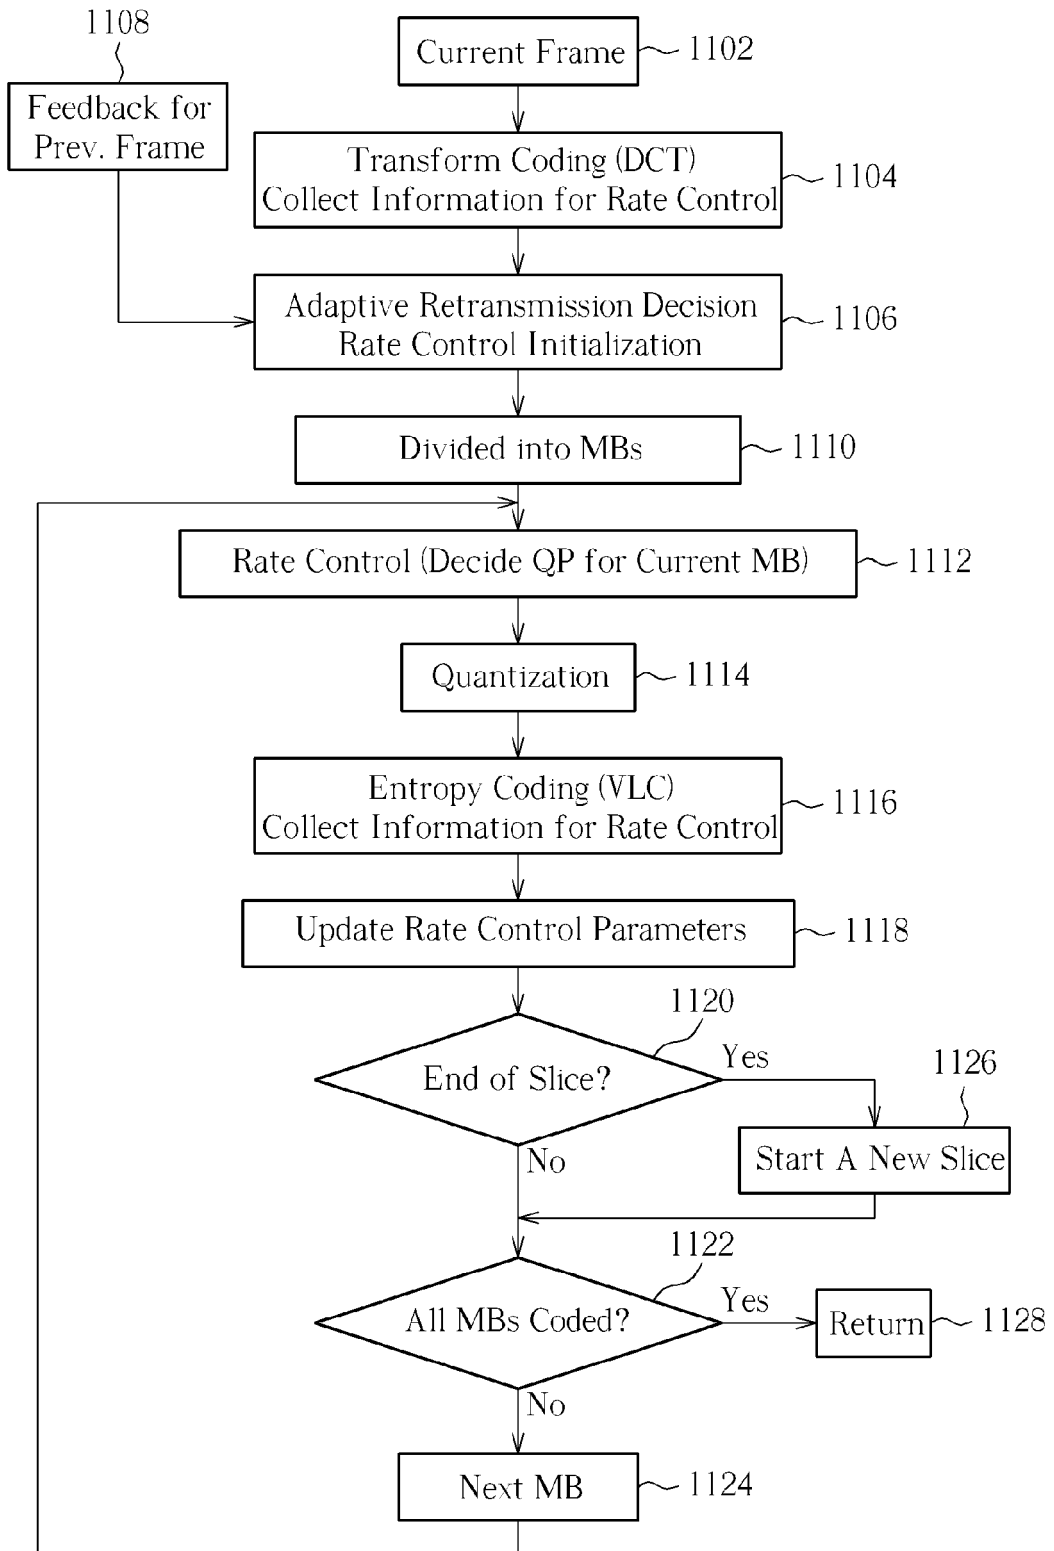 1108
Current Frame
1102
Feedback for
Prev. Frame
Transform Coding (DCT)
Collect Information for Rate Control
1104
Adaptive Retransmission Decision
Rate Control Initialization
1106
Divided into MBs
1110
Rate Control (Decide QP for Current MB)
1112
Quantization
1114
Entropy Coding (VLC)
Collect Information for Rate Control
1116
Update Rate Control Parameters
1118
1120
End of Slice?
Yes
1126
Start A New Slice
No
1122
All MBs Coded?
Yes
Return
1128
No
Next MB
1124